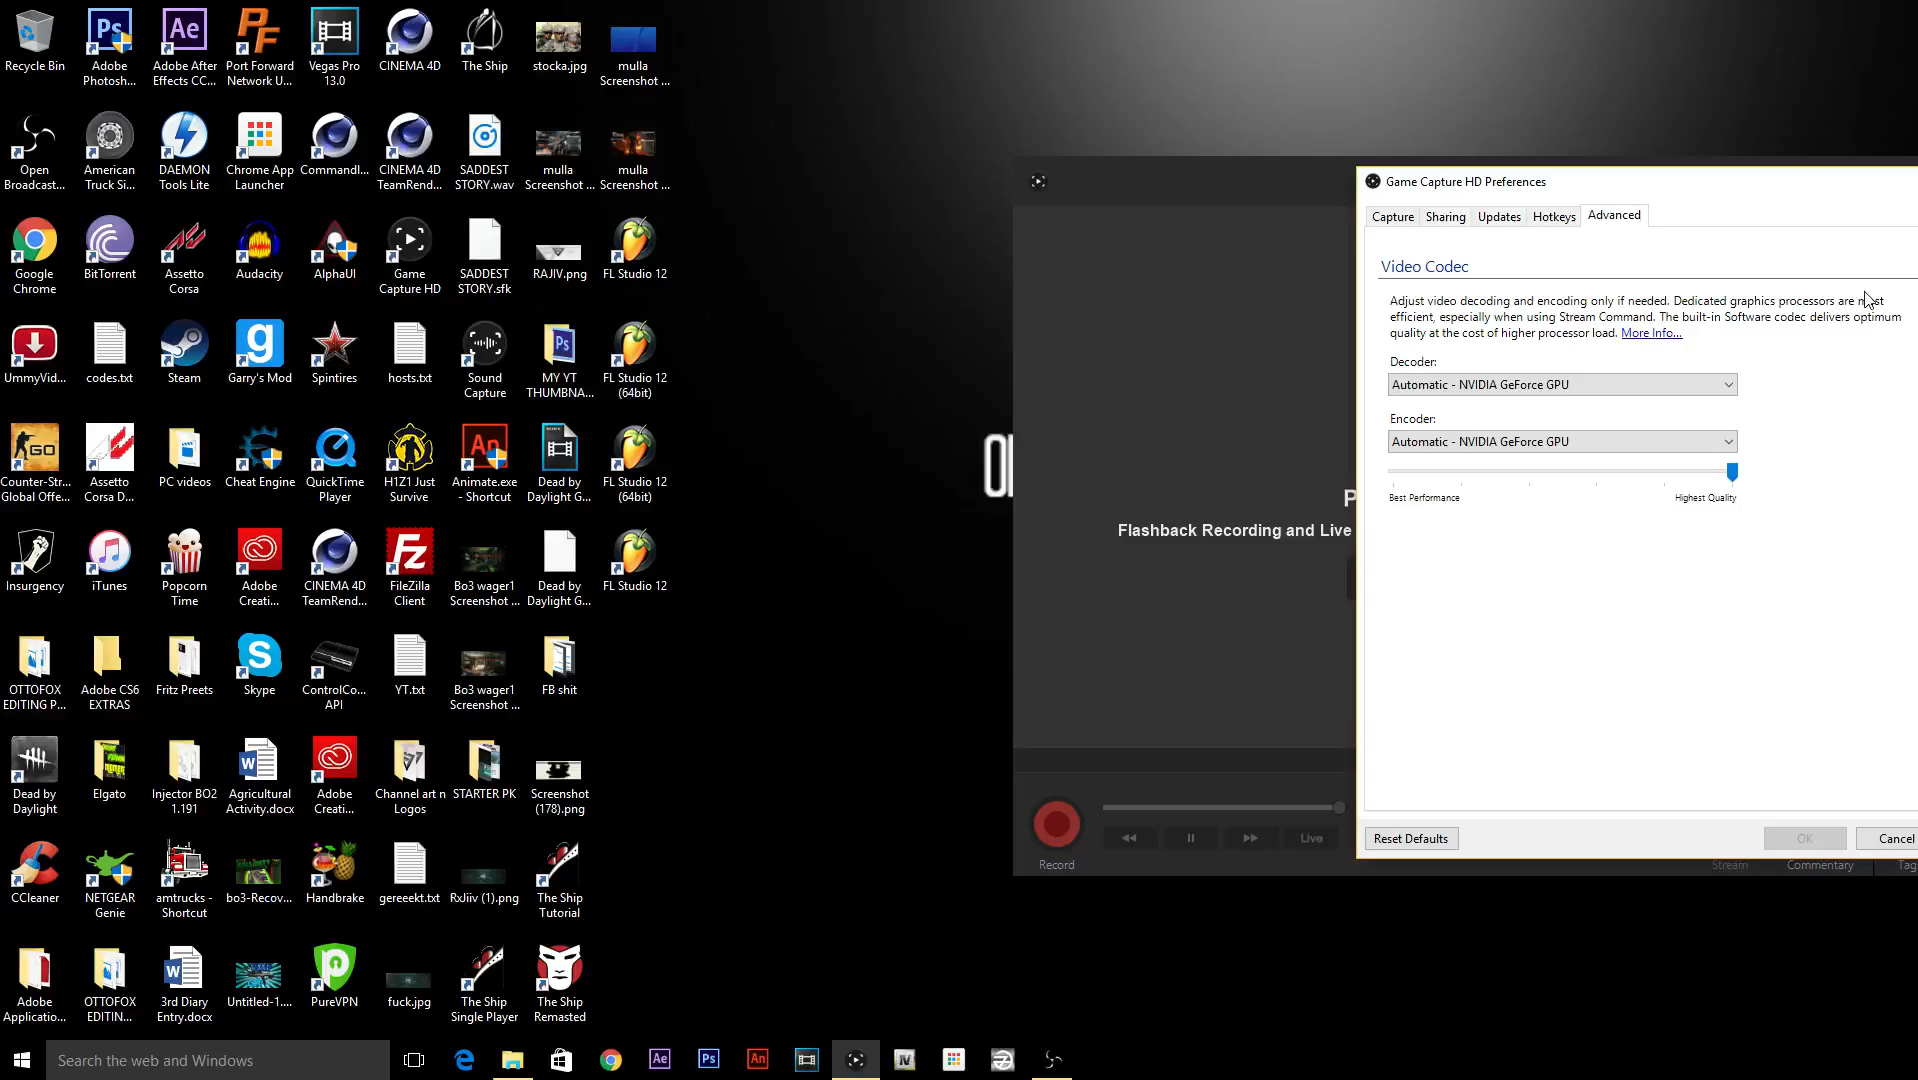 Recycle Bin
Adobe
Photosh...
Adobe After
Effects CC...
Port Forward
Network U...
Vegas Pro
13.0
CINEMA 4D
The Ship
stocka.jpg
mulla
Screenshot ...
Open
Broadcast...
American
Truck Si...
DAEMON
Tools Lite
Chrome App
Launcher
Commandl...
CINEMA 4D
TeamRend...
SADDEST
STORY.wav
mulla
Screenshot ...
mulla
Screenshot ...
Google
Chrome
BitTorrent
Assetto
Corsa
Audacity
AlphaUI
Game
Capture HD
SADDEST
STORY.sfk
RAJIV.png
FL Studio 12
UmmyVid...
codes.txt
Steam
Garry's Mod
Spintires
hosts.txt
Sound
Capture
MY YT
THUMBNA...
FL Studio 12
(64bit)
Counter-Str...
Global Offe...
Assetto
Corsa D...
PC videos
Cheat Engine
QuickTime
Player
H1Z1 Just
Survive
Animate.exe
- Shortcut
Dead by
Daylight G...
FL Studio 12
(64bit)
Insurgency
iTunes
Popcorn
Time
Adobe
Creati...
CINEMA 4D
TeamRend...
FileZilla
Client
Bo3 wager1
Screenshot ...
Dead by
Daylight G...
FL Studio 12
OTTOFOX
EDITING P...
Adobe CS6
EXTRAS
Fritz Preets
Skype
ControlCo...
API
YT.txt
Bo3 wager1
Screenshot ...
FB shit
Dead by
Daylight
Elgato
Injector BO2
1.191
Agricultural
Activity.docx
Adobe
Creati...
Channel art n
Logos
STARTER PK
Screenshot
(178).png
CCleaner
NETGEAR
Genie
amtrucks -
Shortcut
bo3-Recov...
Handbrake
gereeekt.txt
RxJiiv (1).png
The Ship
Tutorial
Adobe
Applicatio...
OTTOFOX
EDITIN...
3rd Diary
Entry.docx
Untitled-1....
PureVPN
fuck.jpg
The Ship
Single Player
The Ship
Remasted
Game Capture HD Preferences
Capture Sharing Updates Hotkeys Advanced
Video Codec
Adjust video decoding and encoding only if needed. Dedicated graphics processors are most
efficient, especially when using Stream Command. The built-in Software codec delivers optimum
quality at the cost of higher processor load. More Info...
Decoder:
Automatic - NVIDIA GeForce GPU
Encoder:
Automatic - NVIDIA GeForce GPU
Best Performance Highest Quality
P
Flashback Recording and Live
Live
Reset Defaults OK Cancel
Record Stream Commentary Tag
Search the web and Windows